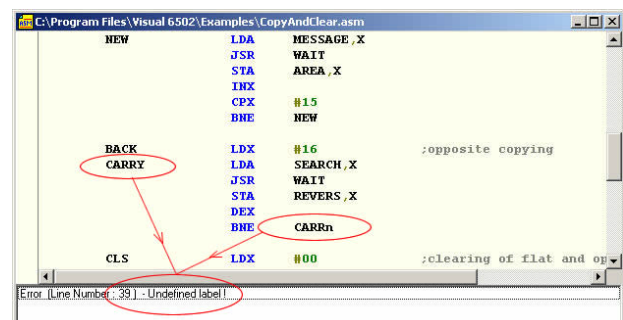 C:\Program Files\Visual 6502\Examples\CopyAndClear.asm
NEW LDA MESSAGE,X
JSR WAIT
STA AREA,X
INX
CPX #15
BNE NEW
BACK LDX #16 ;opposite copying
CARRY LDA SEARCH,X
JSR WAIT
STA REVERS,X
DEX
BNE CARRn
CLS LDX #00 ;clearing of flat and op
Error (Line Number : 39 ) - Undefined label !